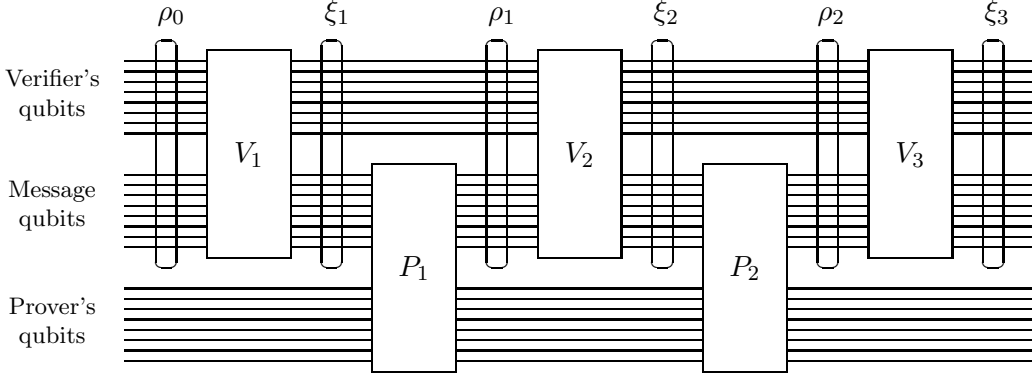 ρ₀ ξ₁ ρ₁ ξ₂ ρ₂ ξ₃
Verifier's
qubits
V₁ V₂ V₃
Message
qubits
P₁ P₂
Prover's
qubits